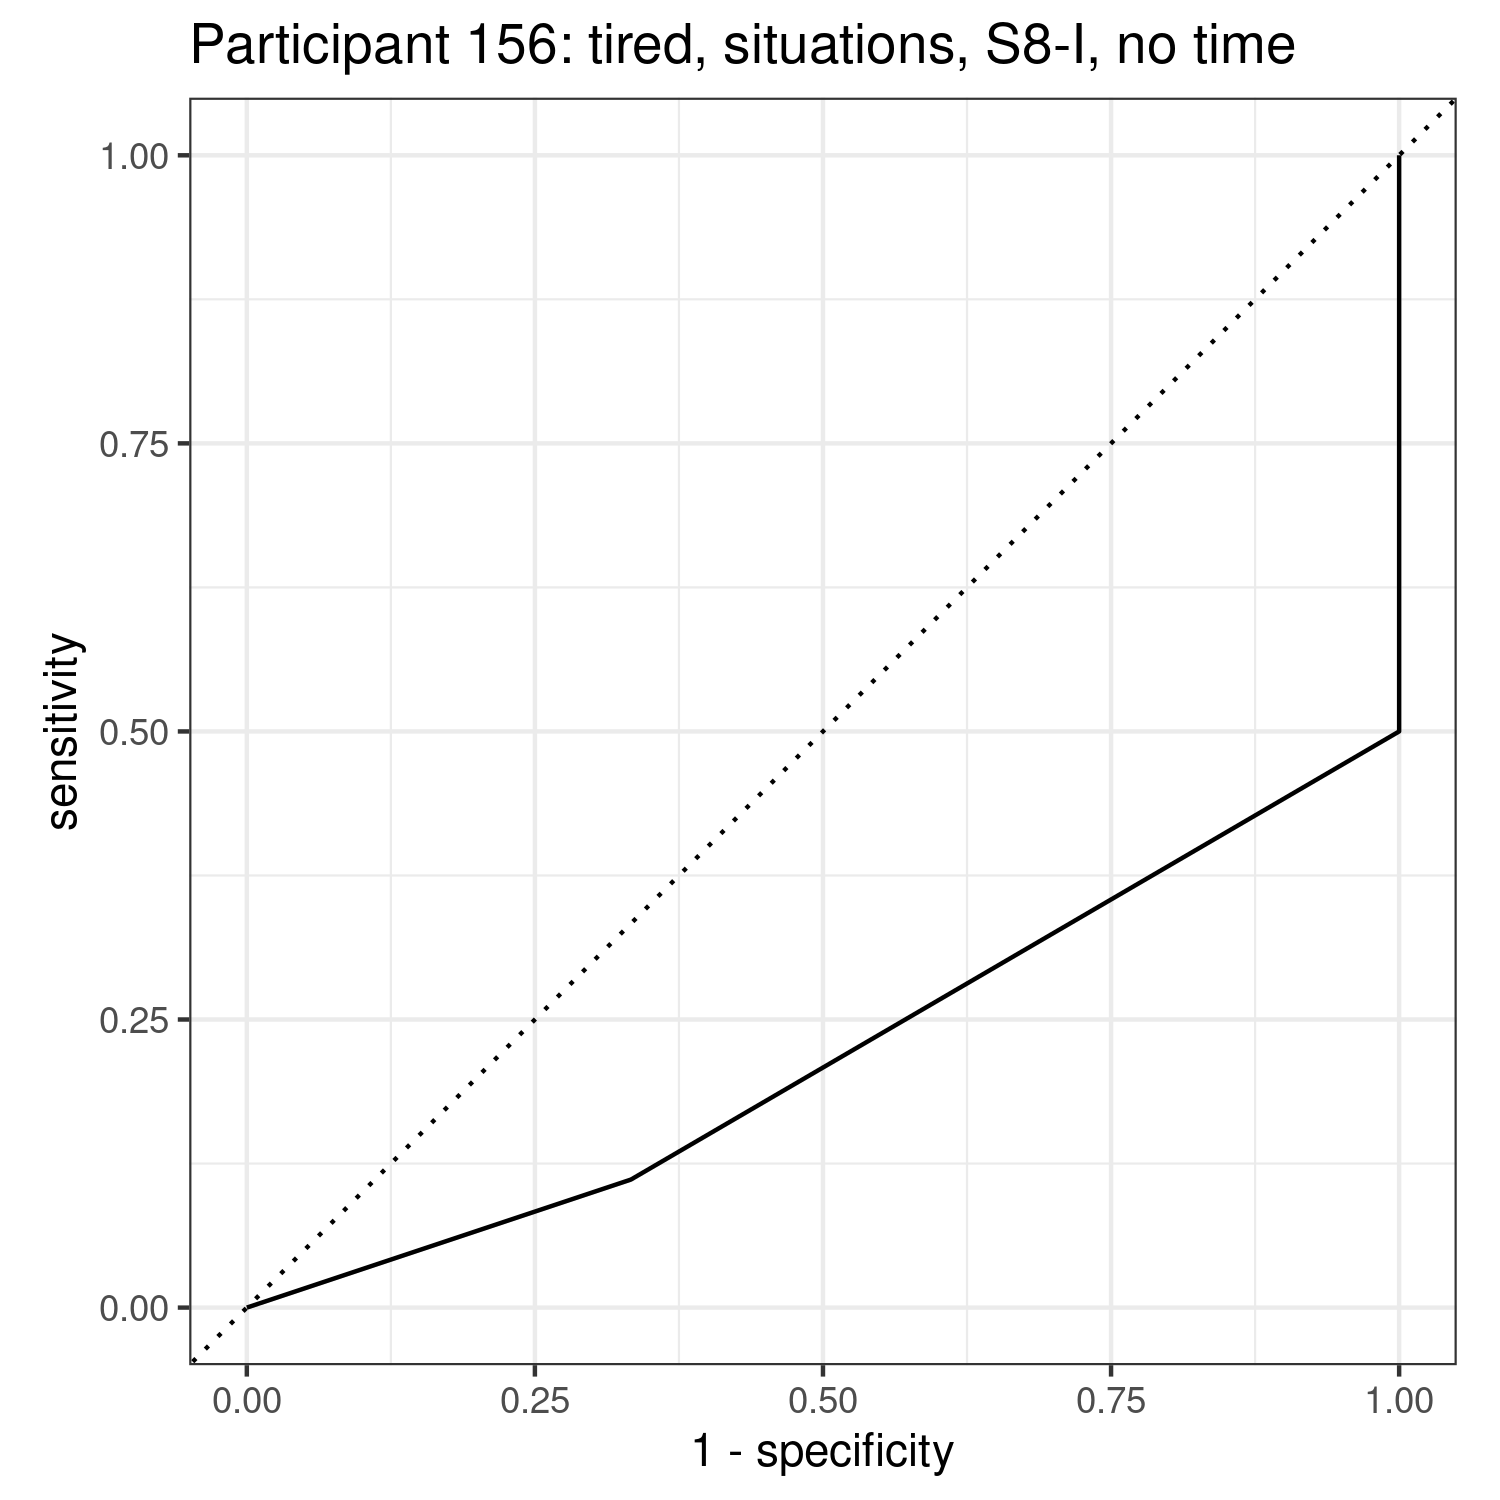 Participant 156: tired, situations, S8-I, no time
1.00
0.75
0.50
0.25
0.00
sensitivity
0.00 0.25 0.50 0.75 1.00
1 - specificity